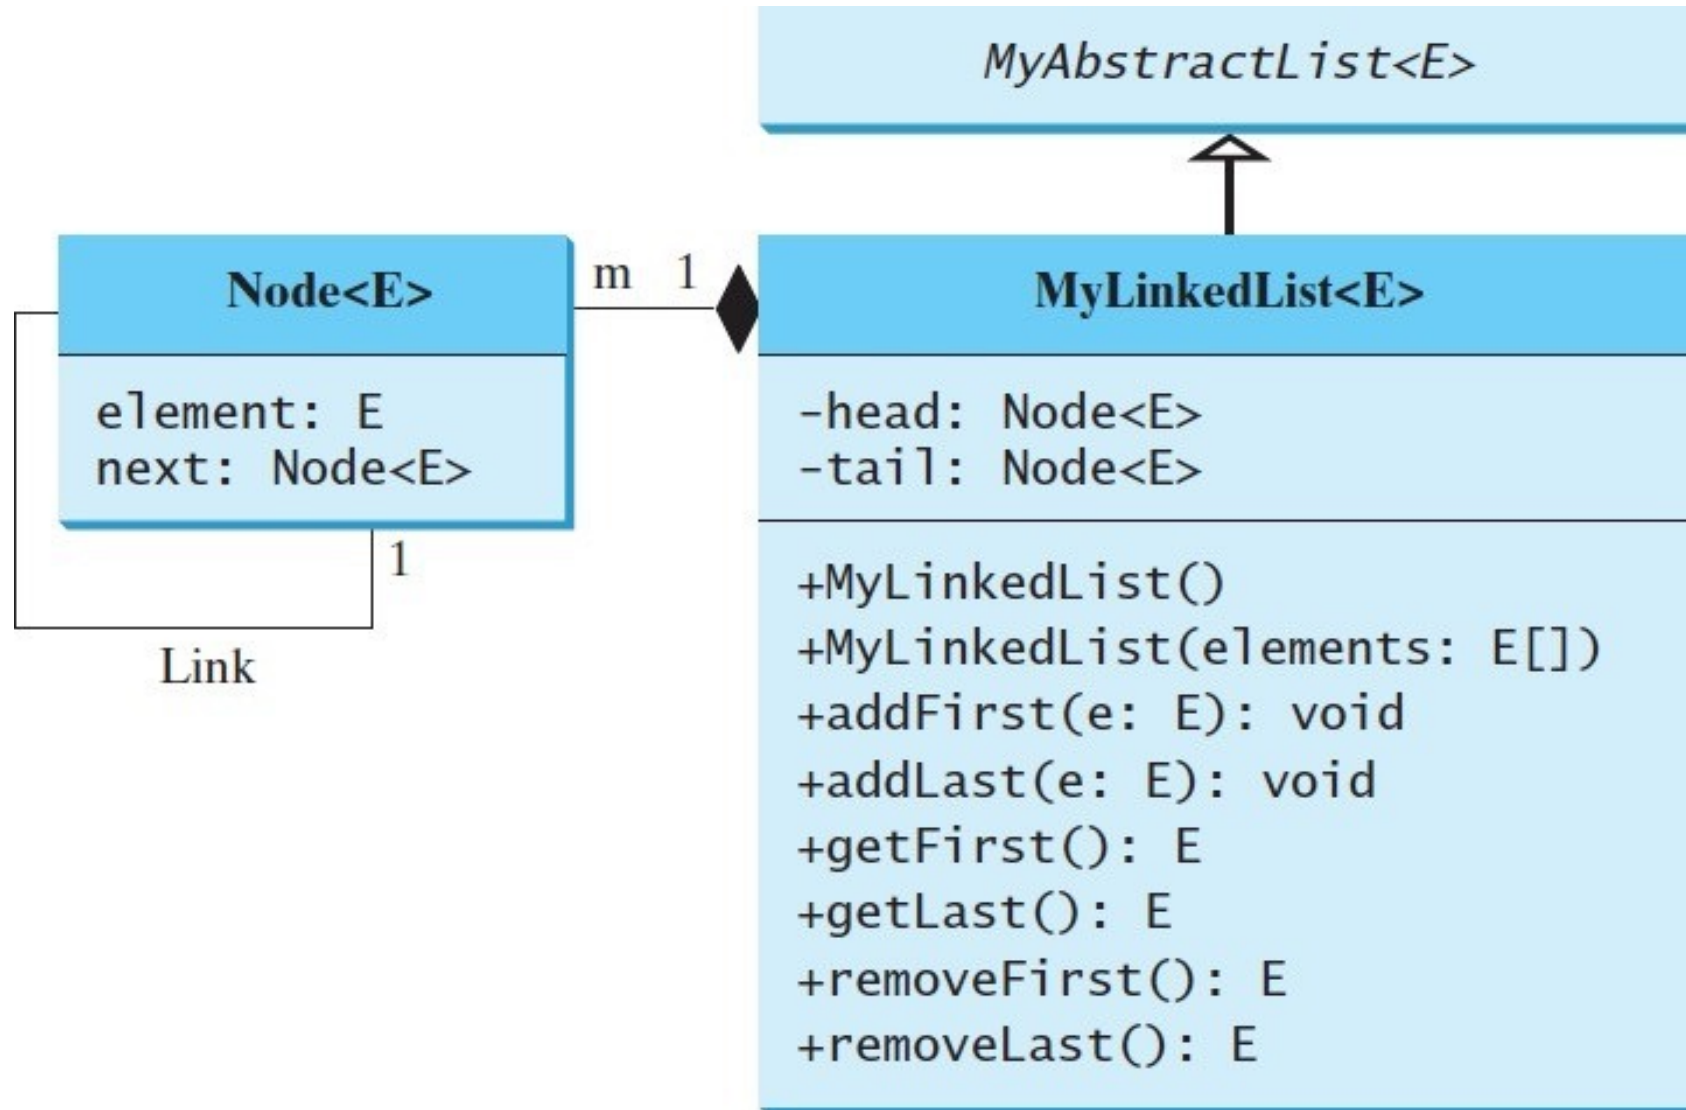 MyAbstractList<E>
Node<E>
m 1
MyLinkedList<E>
element: E
next: Node<E>
1
Link
-head: Node<E>
-tail: Node<E>
+MyLinkedList()
+MyLinkedList(elements: E[])
+addFirst(e: E): void
+addLast(e: E): void
+getFirst(): E
+getLast(): E
+removeFirst(): E
+removeLast(): E